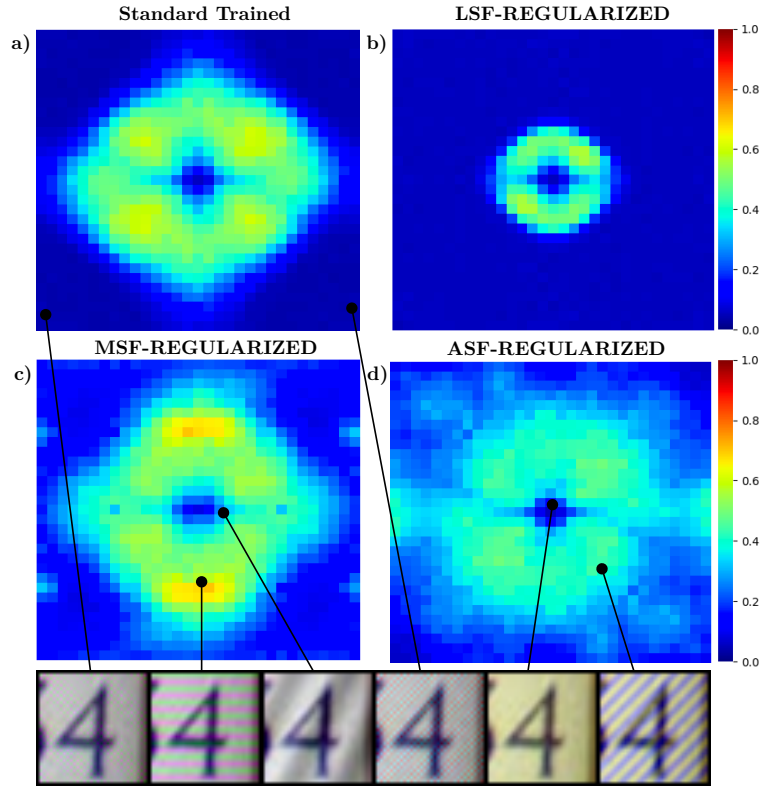 Standard Trained
LSF-REGULARIZED
a)
b)
1.0
0.8
0.6
0.4
0.2
0.0
MSF-REGULARIZED
ASF-REGULARIZED
c)
d)
1.0
0.8
0.6
0.4
0.2
0.0
4 4 4 4 4 4